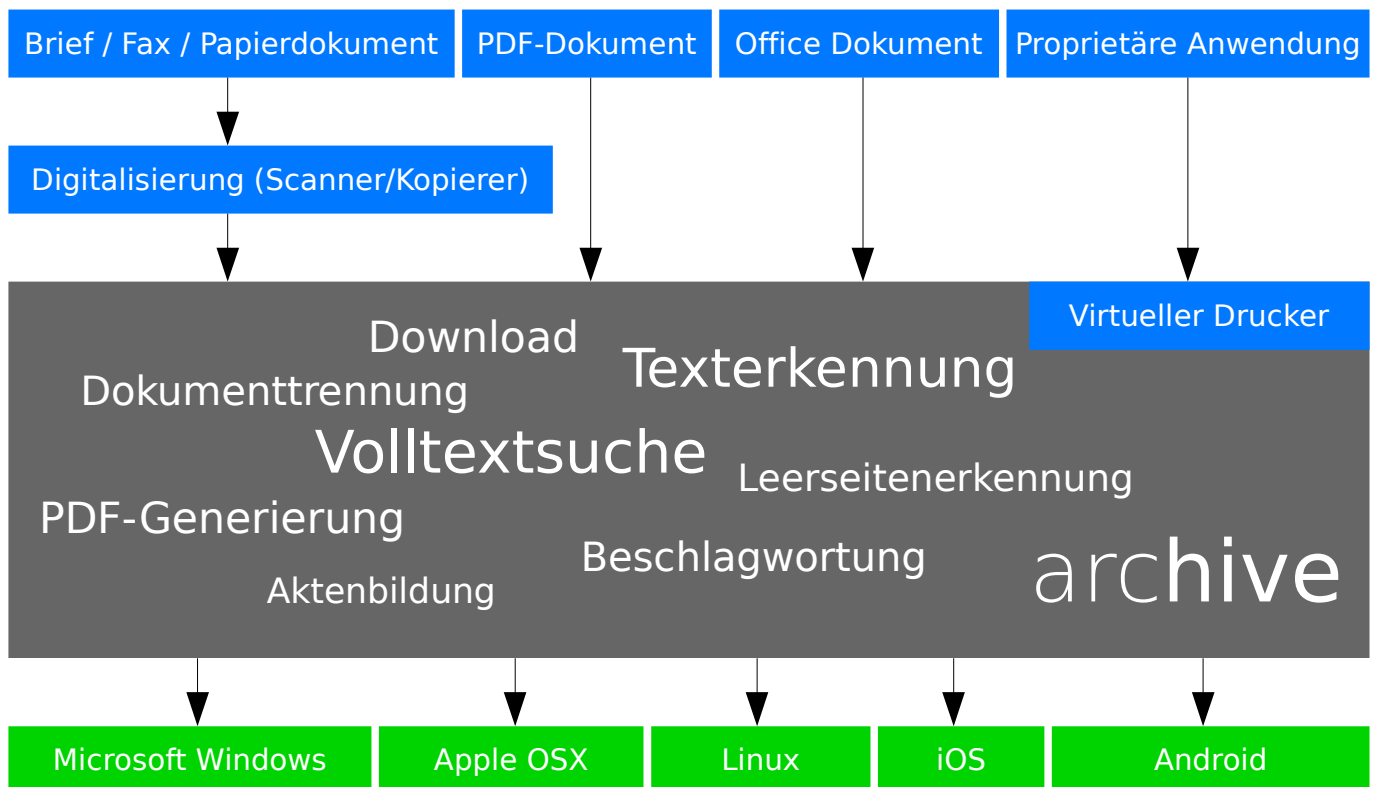 Brief / Fax / Papierdokument
PDF-Dokument
Office Dokument
Proprietäre Anwendung
Digitalisierung (Scanner/Kopierer)
Virtueller Drucker
Download
Texterkennung
Dokumenttrennung
Volltextsuche
Leerseitenerkennung
PDF-Generierung
Beschlagwortung
archive
Aktenbildung
Microsoft Windows
Apple OSX
Linux
iOS
Android